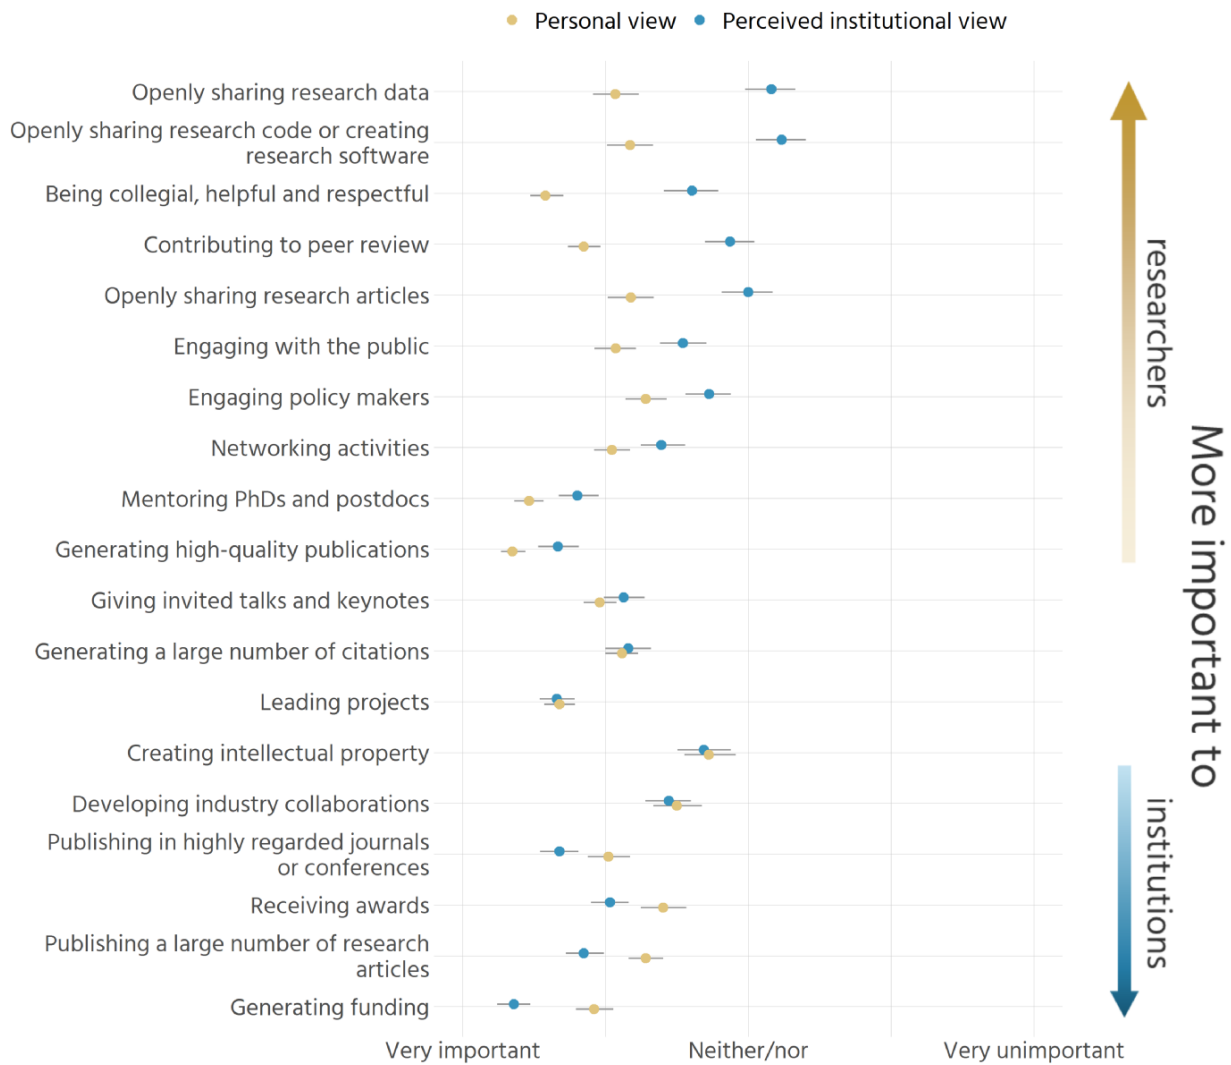 Personal view Perceived institutional view
Openly sharing research data
Openly sharing research code or creating
research software
Being collegial, helpful and respectful
Contributing to peer review
Openly sharing research articles
Engaging with the public
Engaging policy makers
Networking activities
Mentoring PhDs and postdocs
Generating high-quality publications
Giving invited talks and keynotes
Generating a large number of citations
Leading projects
Creating intellectual property
Developing industry collaborations
Publishing in highly regarded journals
or conferences
Receiving awards
Publishing a large number of research
articles
Generating funding
Very important Neither/nor Very unimportant
More important to
researchers
institutions